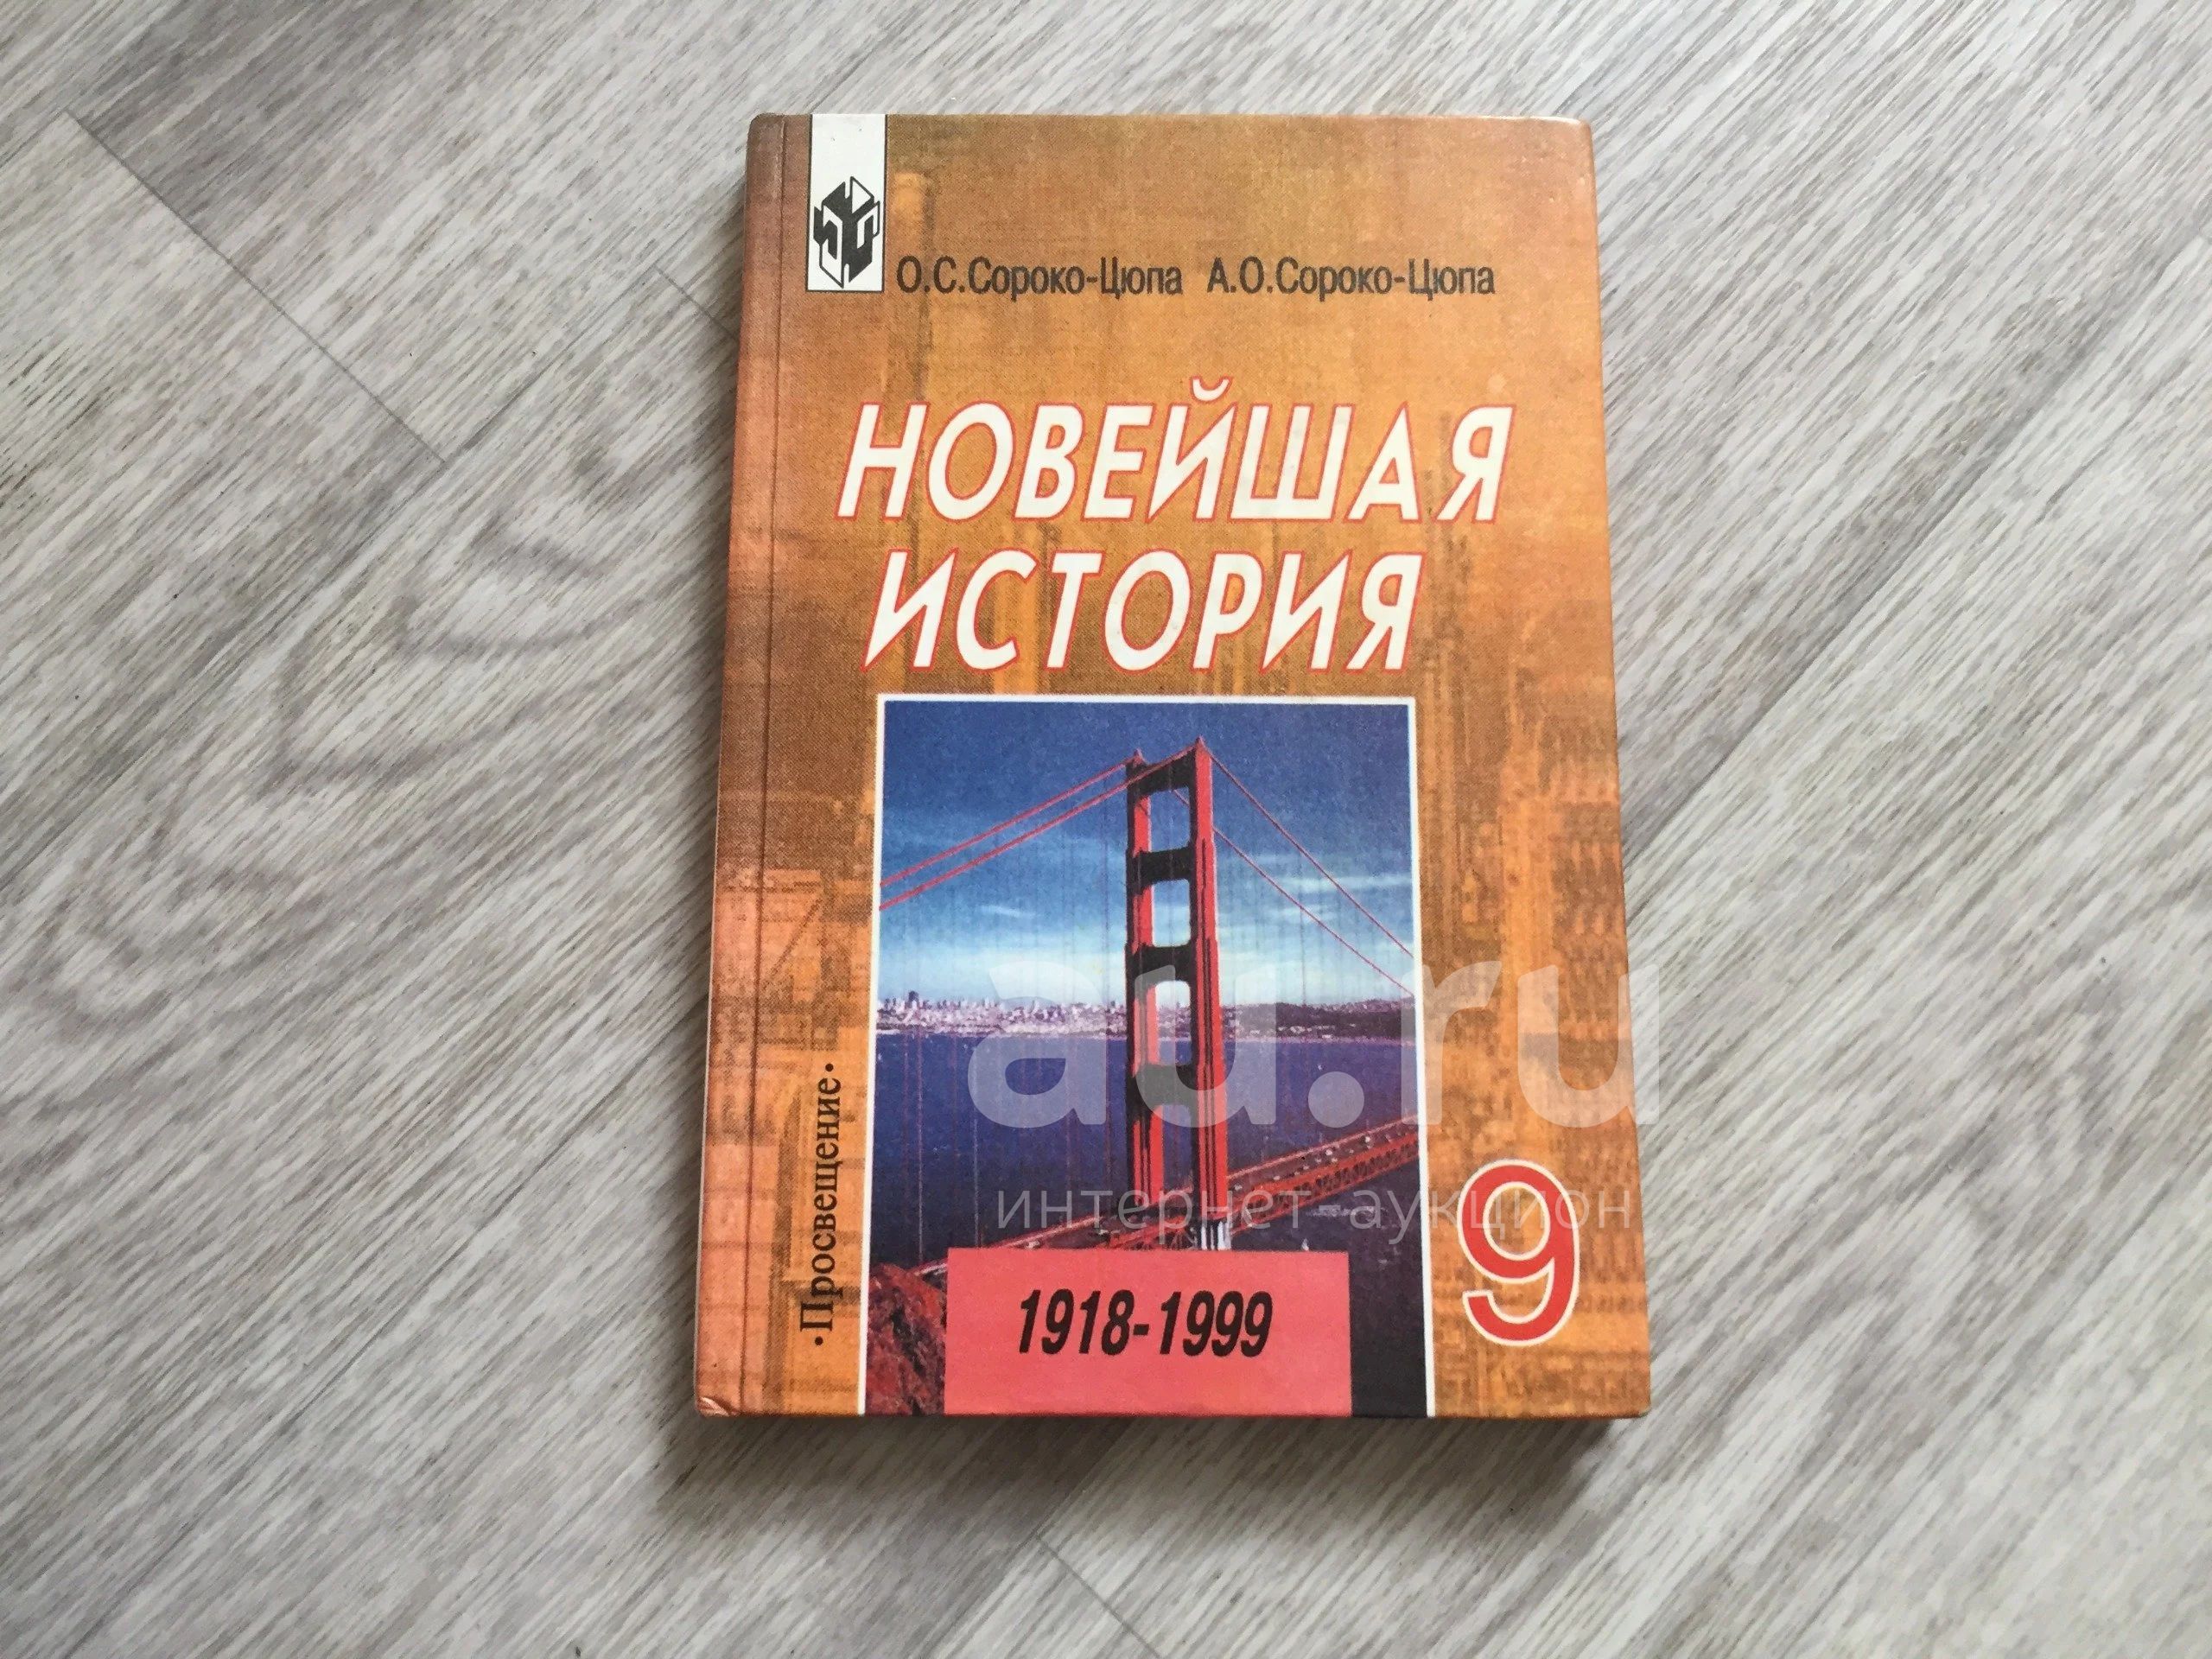 О.С.Сороко-Цюпа А.О.Сороко-Цюпа
НОВЕЙШАЯ
ИСТОРИЯ
•Просвещение•
au.ru
интернет-аукцион
9
1918-1999